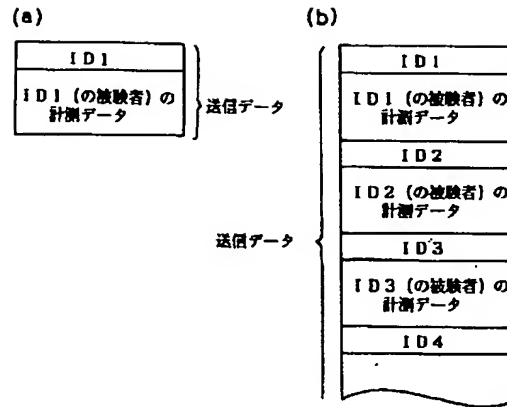 (a)
ID1
ID1(の被験者)の
計測データ
送信データ
(b)
ID1
ID1(の被験者)の
計測データ
ID2
ID2(の被験者)の
計測データ
送信データ
ID3
ID3(の被験者)の
計測データ
ID4